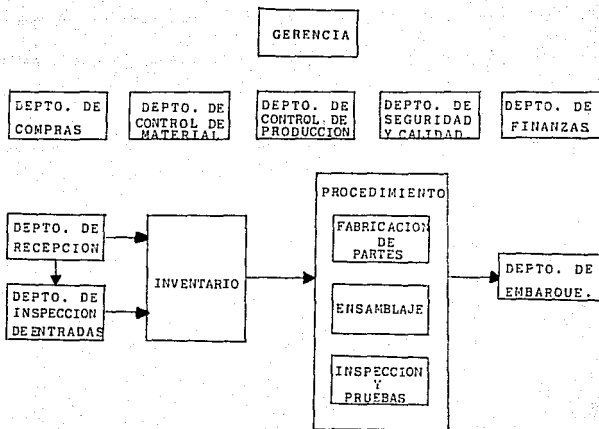 GERENCIA
DEPTO. DE
COMPRAS
DEPTO. DE
CONTROL DE
MATERIAL
DEPTO. DE
CONTROL DE
PRODUCCION
DEPTO. DE
SEGURIDAD
Y CALIDAD
DEPTO. DE
FINANZAS
DEPTO. DE
RECEPCION
DEPTO. DE
INSPECCION
DE ENTRADAS
INVENTARIO
PROCEDIMIENTO
FABRICACION
DE
PARTES
ENSAMBLAJE
INSPECCION
Y
PRUEBAS
DEPTO. DE
EMBARQUE.